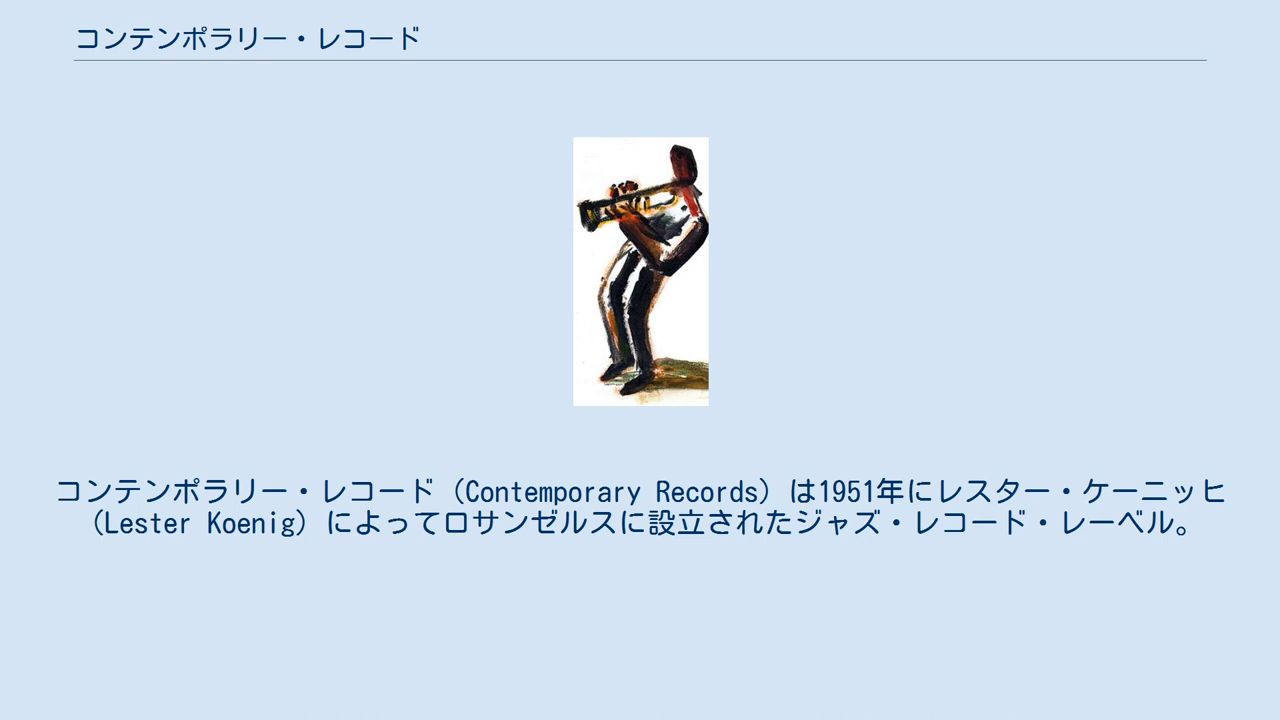 コンテンポラリー・レコード
コンテンポラリー・レコード（Contemporary Records）は1951年にレスター・ケーニッヒ
（Lester Koenig）によってロサンゼルスに設立されたジャズ・レコード・レーベル。